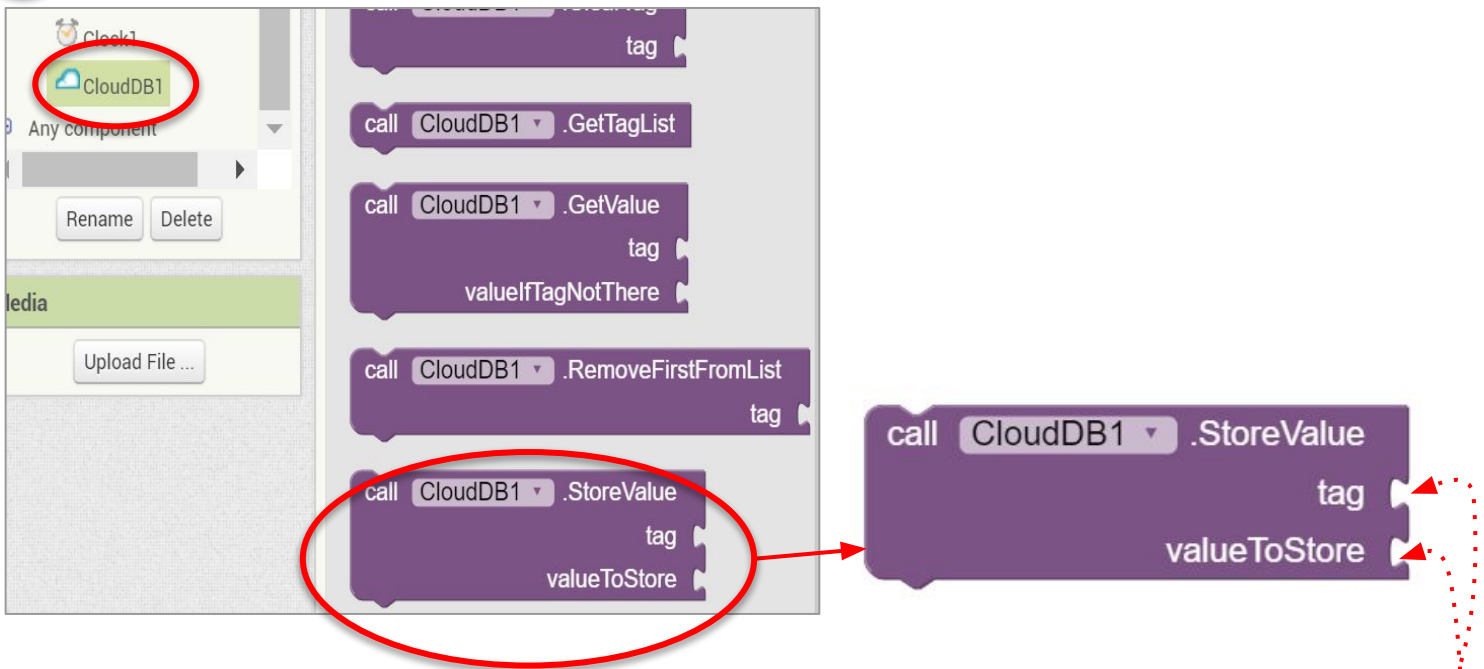 Clock1
CloudDB1
Any component
Rename Delete
Upload File ...
tag
call CloudDB1 .GetTagList
call CloudDB1 .GetValue
tag
valueIfTagNotThere
call CloudDB1 .RemoveFirstFromList
tag
call CloudDB1 .StoreValue
tag
valueToStore
call CloudDB1 .StoreValue
tag
valueToStore